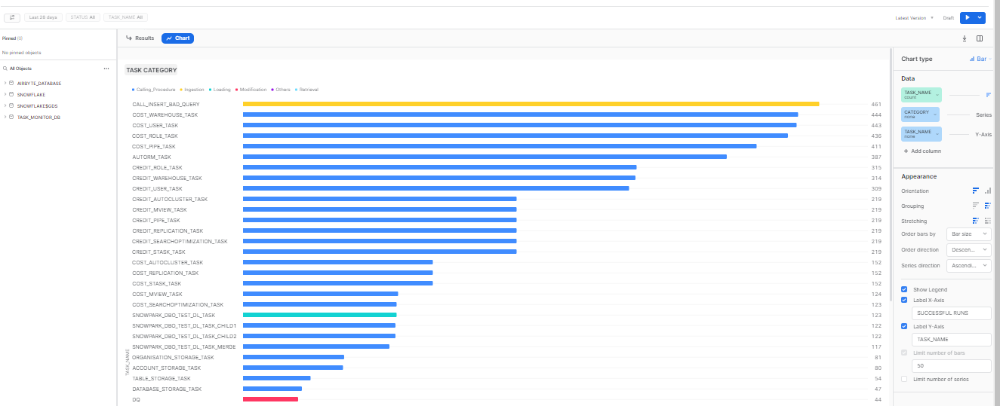 Last 28 days
STATUS All
TASK_NAME All
Latest Version
Draft
Pinned (0)
No pinned objects
All Objects
AIRBYTE_DATABASE
SNOWFLAKE
SNOWFLAKE$GDS
TASK_MONITOR_DB
Results
Chart
TASK CATEGORY
Calling_Procedure Ingestion Loading Modification Others Retrieval
CALL_INSERT_BAD_QUERY 461
COST_WAREHOUSE_TASK 444
COST_USER_TASK 443
COST_ROLE_TASK 436
COST_PIPE_TASK 411
AUTORM_TASK 387
CREDIT_ROLE_TASK 315
CREDIT_WAREHOUSE_TASK 314
CREDIT_USER_TASK 309
CREDIT_AUTOCLUSTER_TASK 219
CREDIT_MVIEW_TASK 219
CREDIT_PIPE_TASK 219
CREDIT_REPLICATION_TASK 219
CREDIT_SEARCHOPTIMIZATION_TASK 219
CREDIT_STASK_TASK 219
COST_AUTOCLUSTER_TASK 152
COST_REPLICATION_TASK 152
COST_STASK_TASK 152
COST_MVIEW_TASK 124
COST_SEARCHOPTIMIZATION_TASK 123
SNOWPARK_DBO_TEST_DL_TASK 123
SNOWPARK_DBO_TEST_DL_TASK_CHILD1 122
SNOWPARK_DBO_TEST_DL_TASK_CHILD2 122
SNOWPARK_DBO_TEST_DL_TASK_MERGE 117
ORGANISATION_STORAGE_TASK 81
ACCOUNT_STORAGE_TASK 80
TABLE_STORAGE_TASK 54
DATABASE_STORAGE_TASK 47
DQ 44
TASK_NAME
Chart type
Bar
Data
TASK_NAME
count
CATEGORY
none
Series
TASK_NAME
none
Y-Axis
+ Add column
Appearance
Orientation
Grouping
Stretching
Order bars by
Bar size
Order direction
Descen...
Series direction
Ascendi...
Show Legend
Label X-Axis
SUCCESSFUL RUNS
Label Y-Axis
TASK_NAME
Limit number of bars
50
Limit number of series